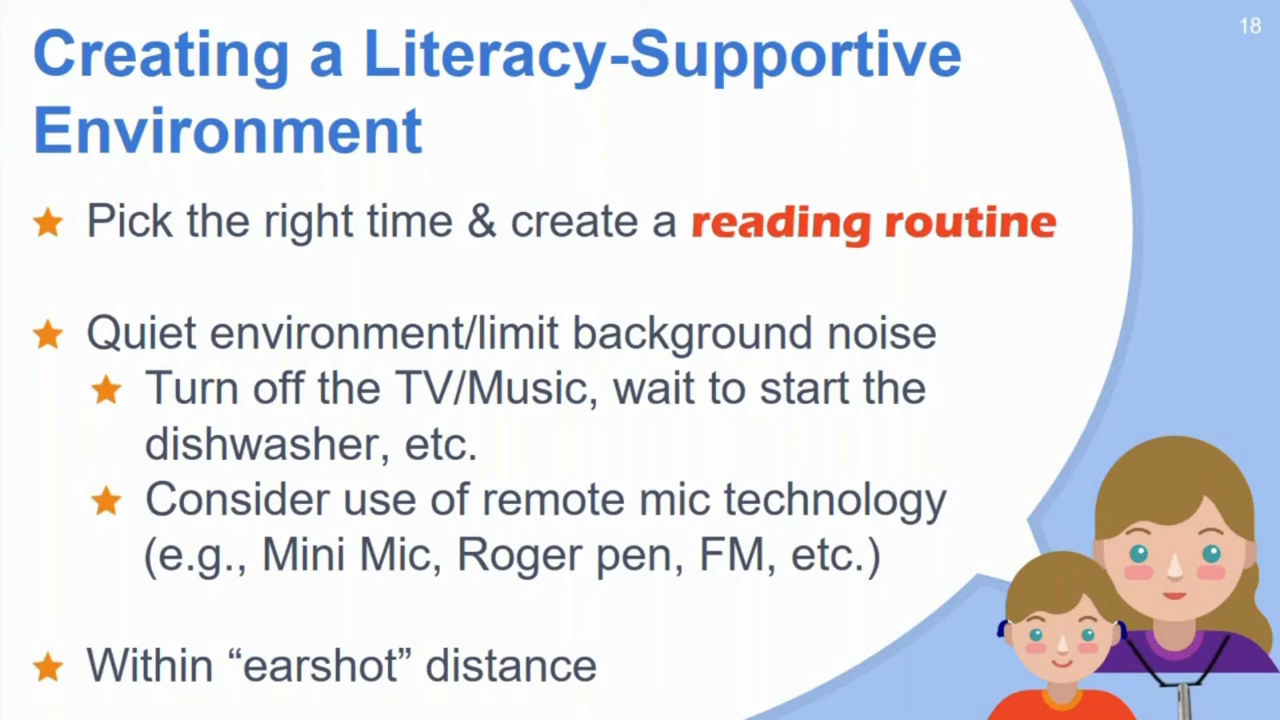 18
Creating a Literacy-Supportive
Environment
Pick the right time & create a reading routine
Quiet environment/limit background noise
Turn off the TV/Music, wait to start the
dishwasher, etc.
Consider use of remote mic technology
(e.g., Mini Mic, Roger pen, FM, etc.)
Within “earshot” distance